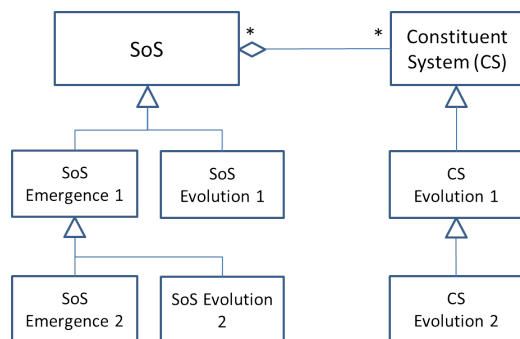 SoS
*
*
Constituent
System (CS)
SoS
Emergence 1
SoS
Evolution 1
CS
Evolution 1
SoS
Emergence 2
SoS Evolution
2
CS
Evolution 2